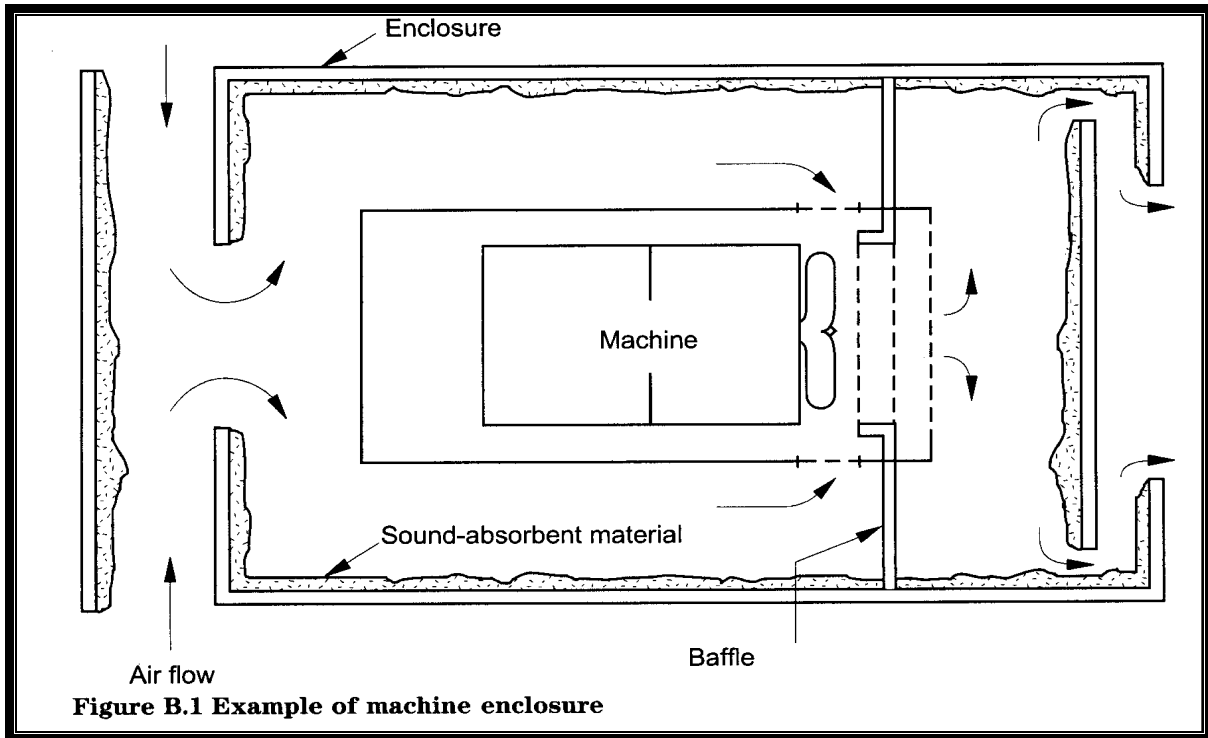 Enclosure
Machine
Sound-absorbent material
Baffle
Air flow
Figure B.1 Example of machine enclosure